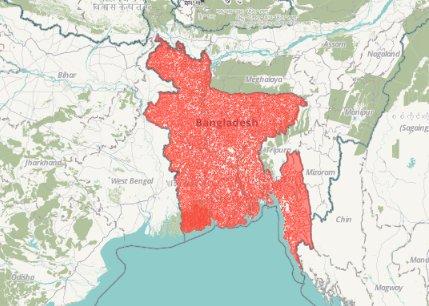 Assam
Nagaland
Bihar
Meghalaya
Manipur
(Sagaing
Bangladesh
Tripura
Jharkhand
Mizoram
West Bengal
Chin
Odisha
Magway